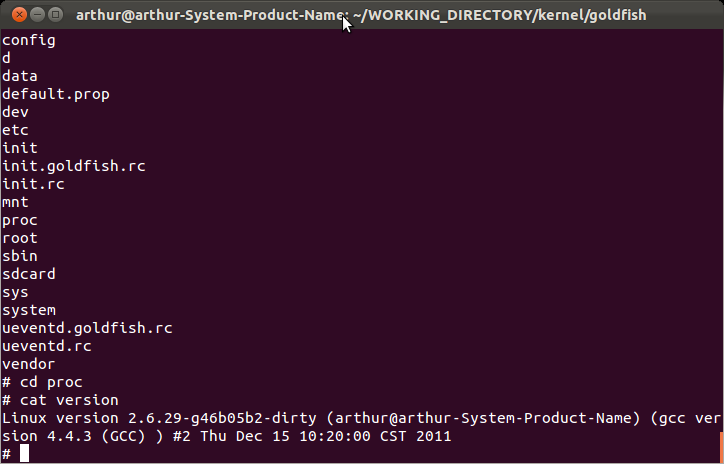 arthur@arthur-System-Product-Name: ~/WORKING_DIRECTORY/kernel/goldfish
config
d
data
default.prop
dev
etc
init
init.goldfish.rc
init.rc
mnt
proc
root
sbin
sdcard
sys
system
ueventd.goldfish.rc
ueventd.rc
vendor
# cd proc
# cat version
Linux version 2.6.29-g46b05b2-dirty (arthur@arthur-System-Product-Name) (gcc ver
sion 4.4.3 (GCC) ) #2 Thu Dec 15 10:20:00 CST 2011
#